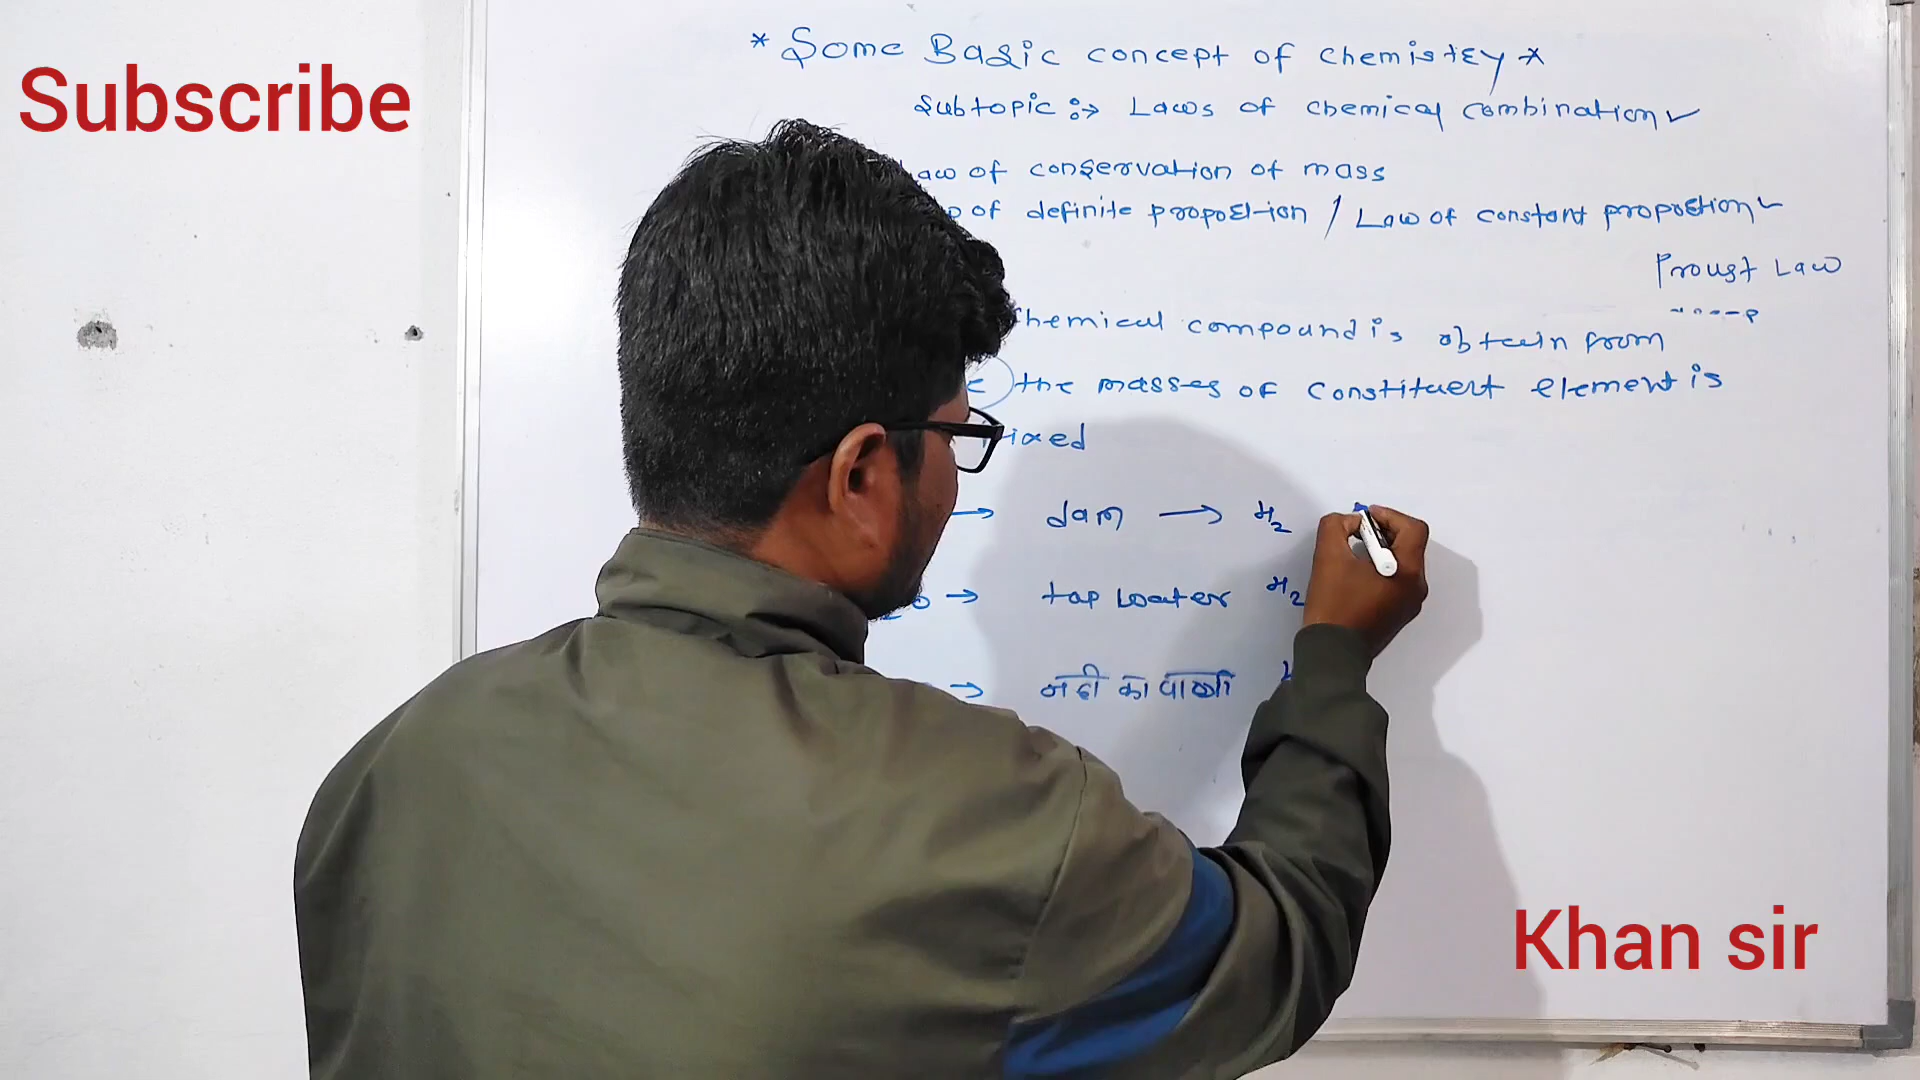 Subscribe
* Some Basic concept of chemistry *
Subtopic :-> Laws of chemical combination ✓
aw of conservation of mass
of definite proportion / Law of constant proportion
Proust Law
chemical compound is obtain from
the masses of constituent element is
ixed
→ dam → H2
→ tap water H2
→ नदी का पानी
Khan sir